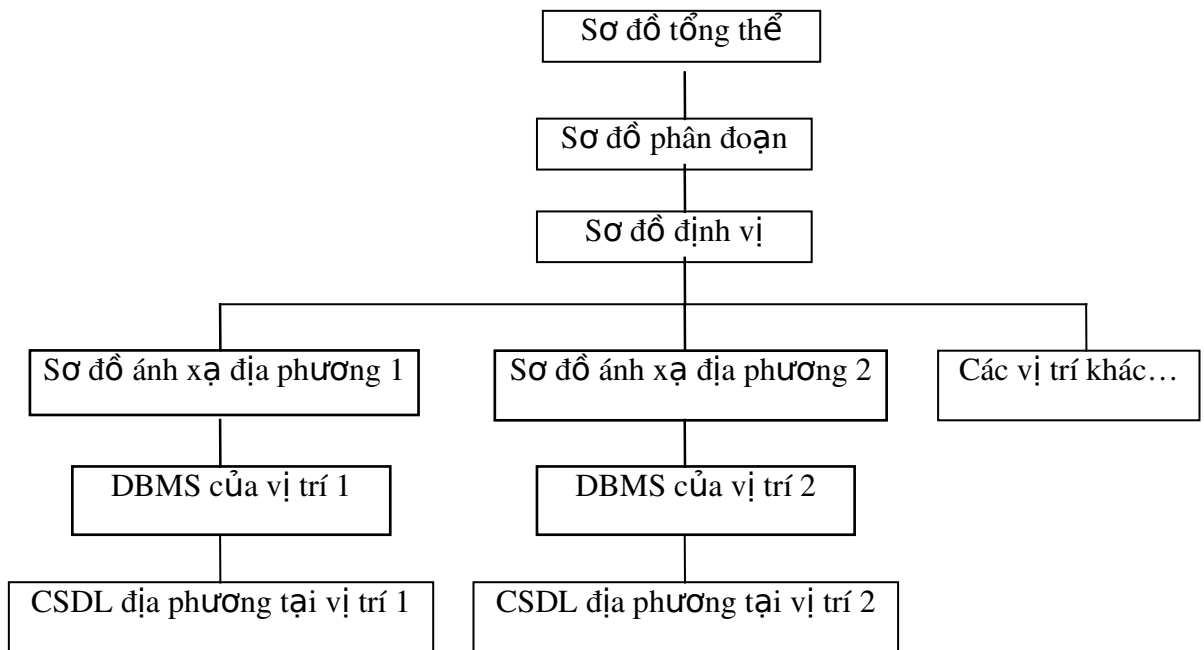 Sơ đồ tổng thể
Sơ đồ phân đoạn
Sơ đồ định vị
Sơ đồ ánh xạ địa phương 1
Sơ đồ ánh xạ địa phương 2
Các vị trí khác…
DBMS của vị trí 1
DBMS của vị trí 2
CSDL địa phương tại vị trí 1
CSDL địa phương tại vị trí 2